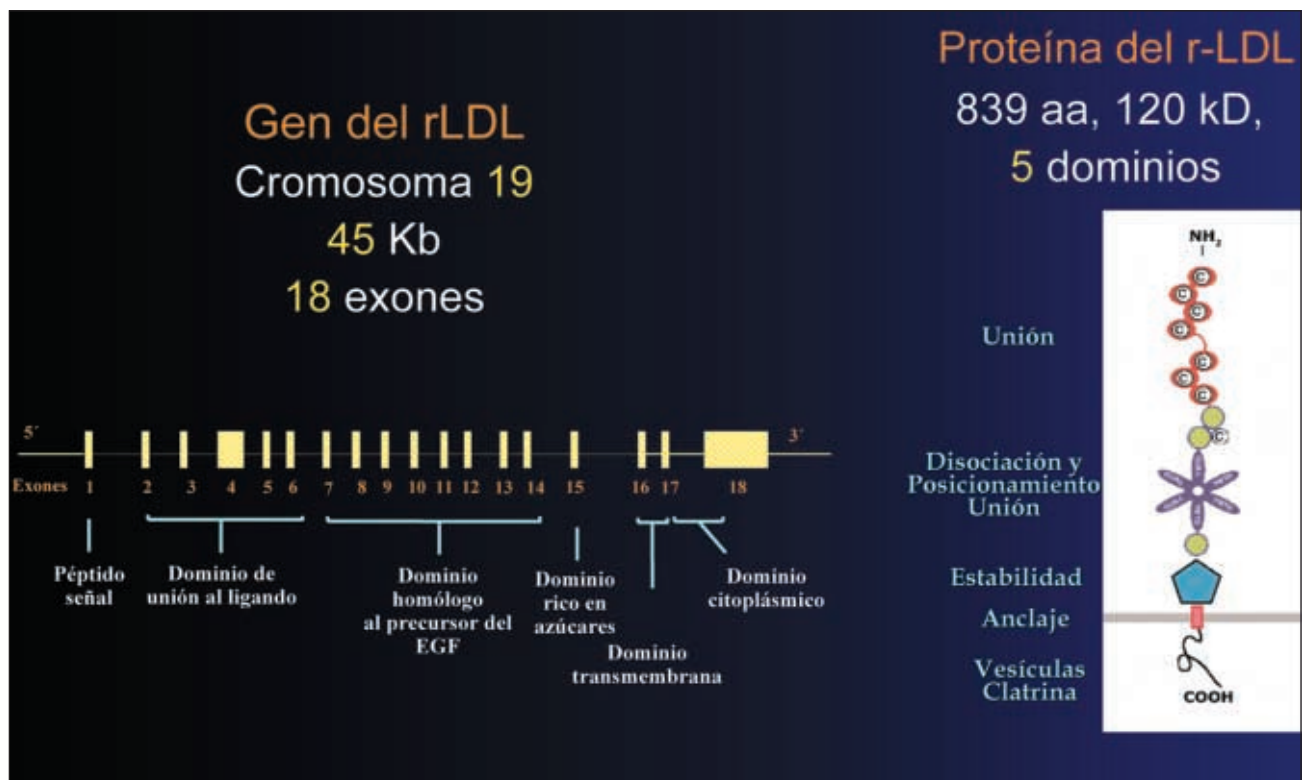 Gen del rLDL
Cromosoma 19
45 Kb
18 exones
5´
3´
Exones 1 2 3 4 5 6 7 8 9 10 11 12 13 14 15 16 17 18
Péptido
señal
Dominio de
unión al ligando
Dominio
homólogo
al precursor del
EGF
Dominio
rico en
azúcares
Dominio
transmembrana
Dominio
citoplásmico
Proteína del r-LDL
839 aa, 120 kD,
5 dominios
Unión
Disociación y
Posicionamiento
Unión
Estabilidad
Anclaje
Vesículas
Clatrina
NH2
C
C
C
C
C
C
C
C
COOH